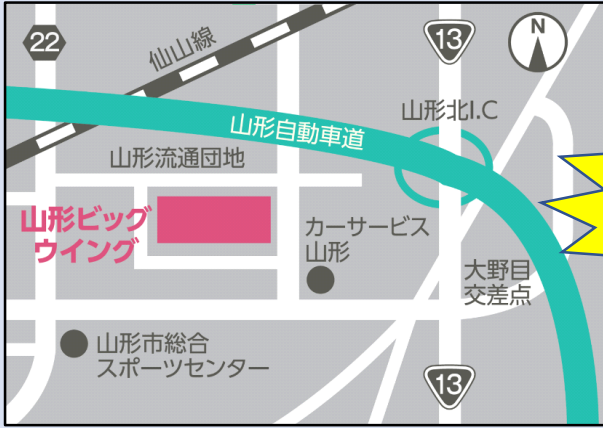 22
仙山線
13
N
山形北I.C
山形自動車道
山形流通団地
山形ビッグ
ウイング
カーサービス
山形
大野目
交差点
山形市総合
スポーツセンター
13